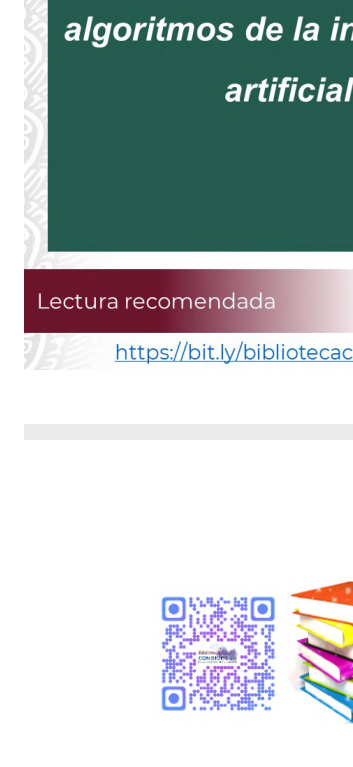 algoritmos de la in
artificial
Lectura recomendada
https://bit.ly/bibliotecac